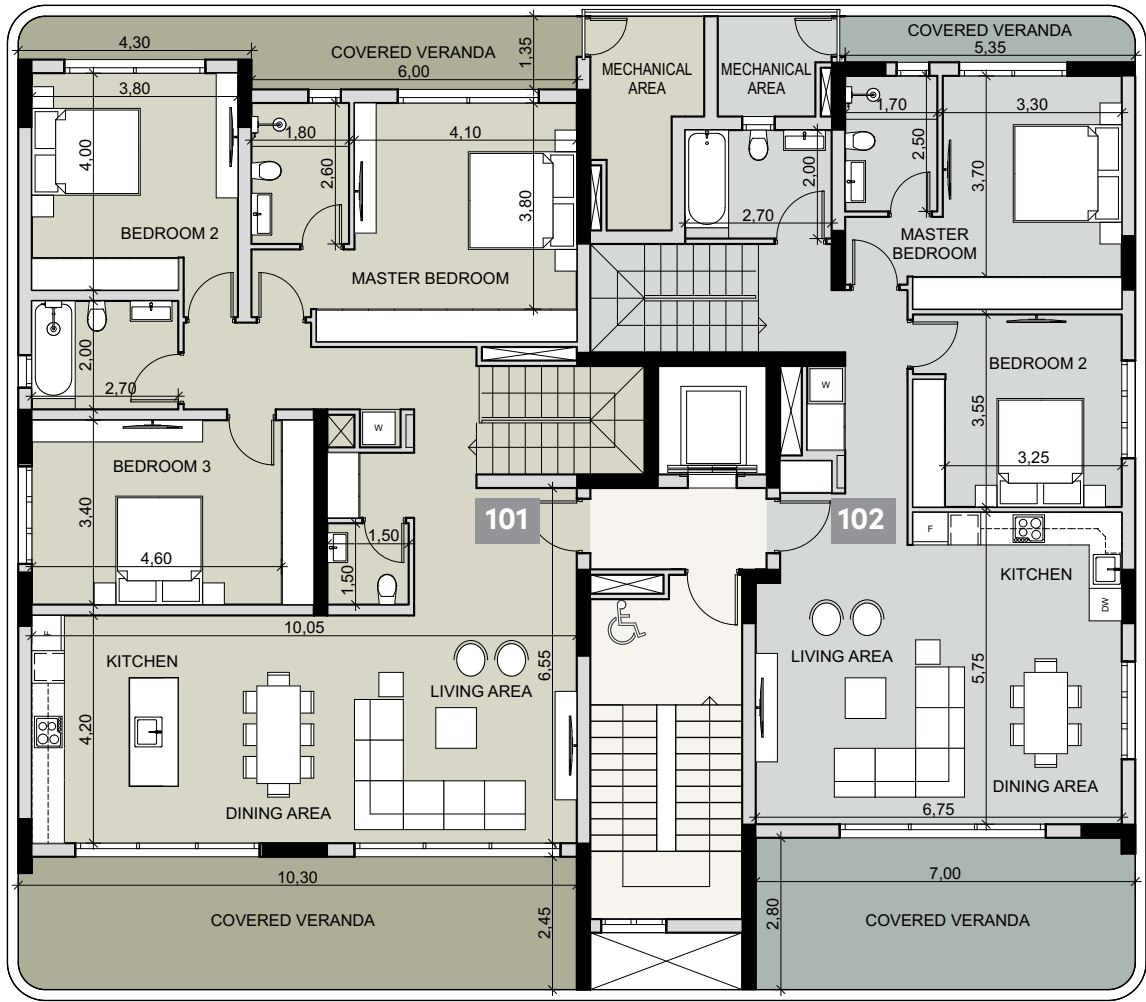 COVERED VERANDA
5,35
4,30
COVERED VERANDA
6,00
1,35
MECHANICAL
AREA
MECHANICAL
AREA
3,80
1,80
4,10
1,70
3,30
4,00
2,60
3,80
2,00
2,50
3,70
2,70
BEDROOM 2
MASTER BEDROOM
MASTER
BEDROOM
2,00
2,70
BEDROOM 2
W
W
3,55
3,25
BEDROOM 3
3,40
4,60
101
102
1,50
1,50
F
KITCHEN
DW
10,05
F
KITCHEN
LIVING AREA
6,55
LIVING AREA
5,75
4,20
DINING AREA
DINING AREA
6,75
10,30
7,00
COVERED VERANDA
2,45
2,80
COVERED VERANDA